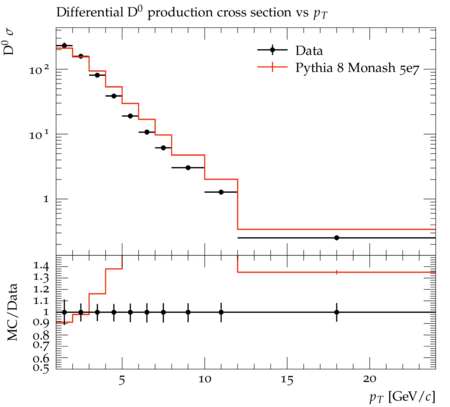 Differential D⁰ production cross section vs p_T
D⁰ σ
Data
Pythia 8 Monash 5e7
10²
10¹
1
MC/Data
1.4
1.3
1.2
1.1
1
0.9
0.8
0.7
0.6
0.5
5
10
15
20
p_T [GeV/c]